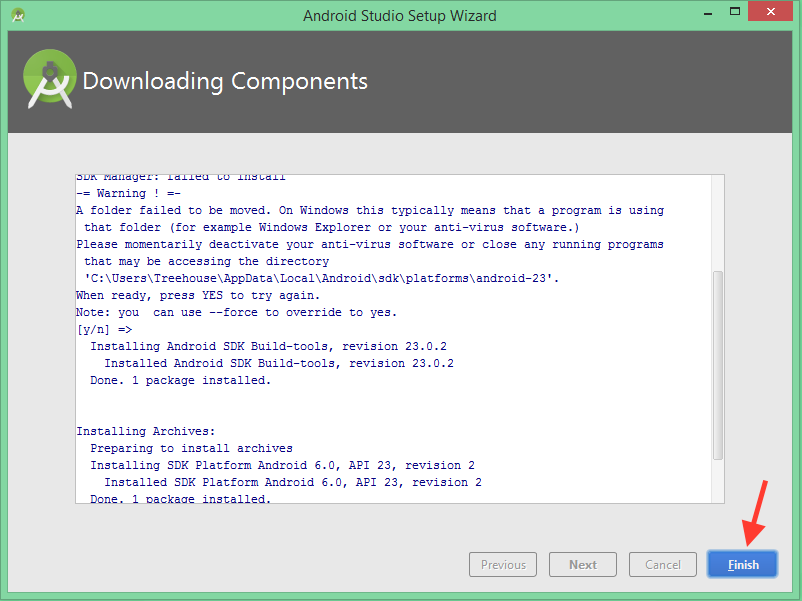 Android Studio Setup Wizard
Downloading Components
SDK Manager: failed to install
-= Warning ! =-
A folder failed to be moved. On Windows this typically means that a program is using
that folder (for example Windows Explorer or your anti-virus software.)
Please momentarily deactivate your anti-virus software or close any running programs
that may be accessing the directory
'C:\Users\Treehouse\AppData\Local\Android\sdk\platforms\android-23'.
When ready, press YES to try again.
Note: you  can use --force to override to yes.
[y/n] =>
Installing Android SDK Build-tools, revision 23.0.2
Installed Android SDK Build-tools, revision 23.0.2
Done. 1 package installed.
Installing Archives:
Preparing to install archives
Installing SDK Platform Android 6.0, API 23, revision 2
Installed SDK Platform Android 6.0, API 23, revision 2
Done. 1 package installed.
Previous
Next
Cancel
Finish